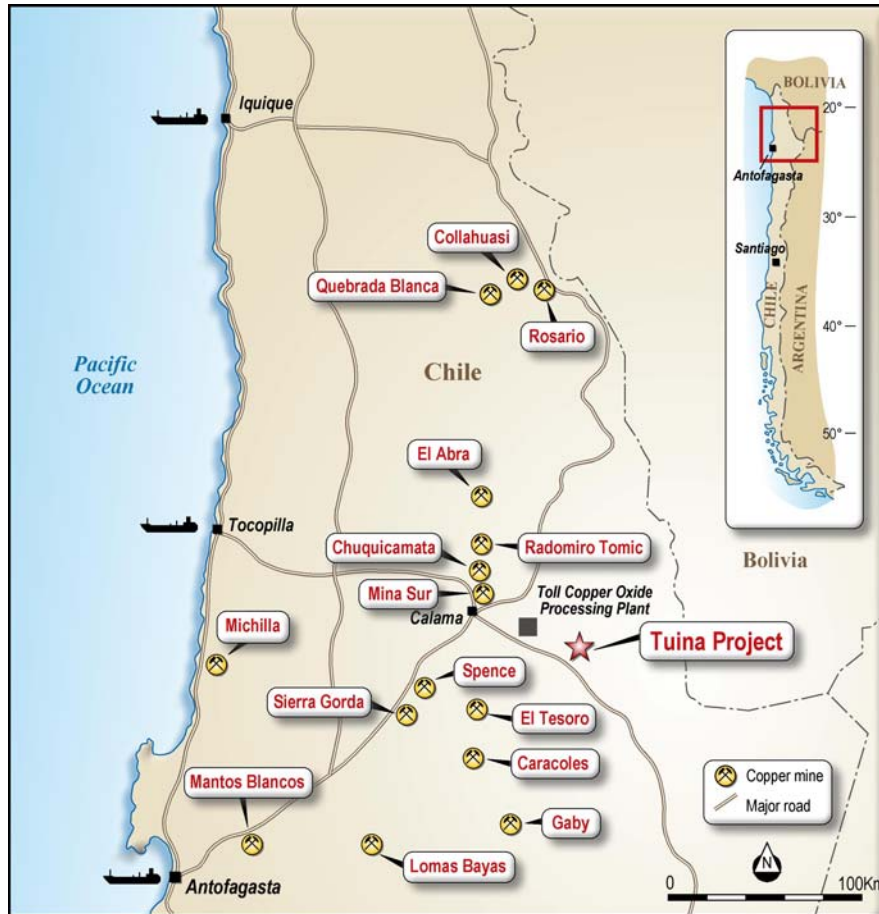 Iquique
BOLIVIA
20°
Antofagasta
30°
Santiago
CHILE
ARGENTINA
40°
50°
Collahuasi
Quebrada Blanca
Rosario
Pacific
Ocean
Chile
El Abra
Tocopilla
Chuquicamata
Radomiro Tomic
Bolivia
Mina Sur
Toll Copper Oxide
Processing Plant
Calama
Michilla
Tuina Project
Spence
Sierra Gorda
El Tesoro
Caracoles
Mantos Blancos
Copper mine
Major road
Gaby
Lomas Bayas
N
Antofagasta
0
100Km